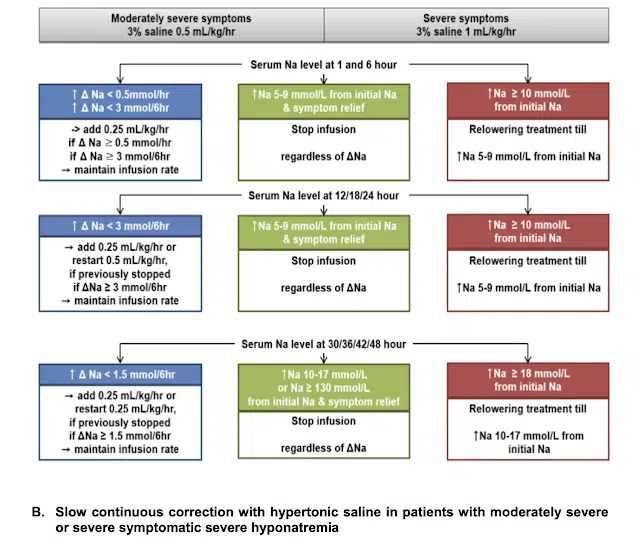 Moderately severe symptoms
3% saline 0.5 mL/kg/hr
Severe symptoms
3% saline 1 mL/kg/hr
Serum Na level at 1 and 6 hour
↑ Δ Na < 0.5mmol/hr
↑ Δ Na < 3 mmol/6hr
-> add 0.25 mL/kg/hr
if Δ Na ≥ 0.5 mmol/hr
if Δ Na ≥ 3 mmol/6hr
→ maintain infusion rate
↑Na 5-9 mmol/L from initial Na
& symptom relief
Stop infusion
regardless of ΔNa
↑Na ≥ 10 mmol/L
from initial Na
Relowering treatment till
↑Na 5-9 mmol/L from initial Na
Serum Na level at 12/18/24 hour
↑ Δ Na < 3 mmol/6hr
→ add 0.25 mL/kg/hr or
restart 0.5 mL/kg/hr,
if previously stopped
if ΔNa ≥ 3 mmol/6hr
→ maintain infusion rate
↑Na 5-9 mmol/L from initial Na
& symptom relief
Stop infusion
regardless of ΔNa
↑Na ≥ 10 mmol/L
from initial Na
Relowering treatment till
↑Na 5-9 mmol/L from initial Na
Serum Na level at 30/36/42/48 hour
↑ Δ Na < 1.5 mmol/6hr
→ add 0.25 mL/kg/hr or
restart 0.25 mL/kg/hr,
if previously stopped
if ΔNa ≥ 1.5 mmol/6hr
→ maintain infusion rate
↑Na 10-17 mmol/L
or Na ≥ 130 mmol/L
from initial Na & symptom relief
Stop infusion
regardless of ΔNa
↑Na ≥ 18 mmol/L
from initial Na
Relowering treatment till
↑Na 10-17 mmol/L from
initial Na
B. Slow continuous correction with hypertonic saline in patients with moderately severe
or severe symptomatic severe hyponatremia